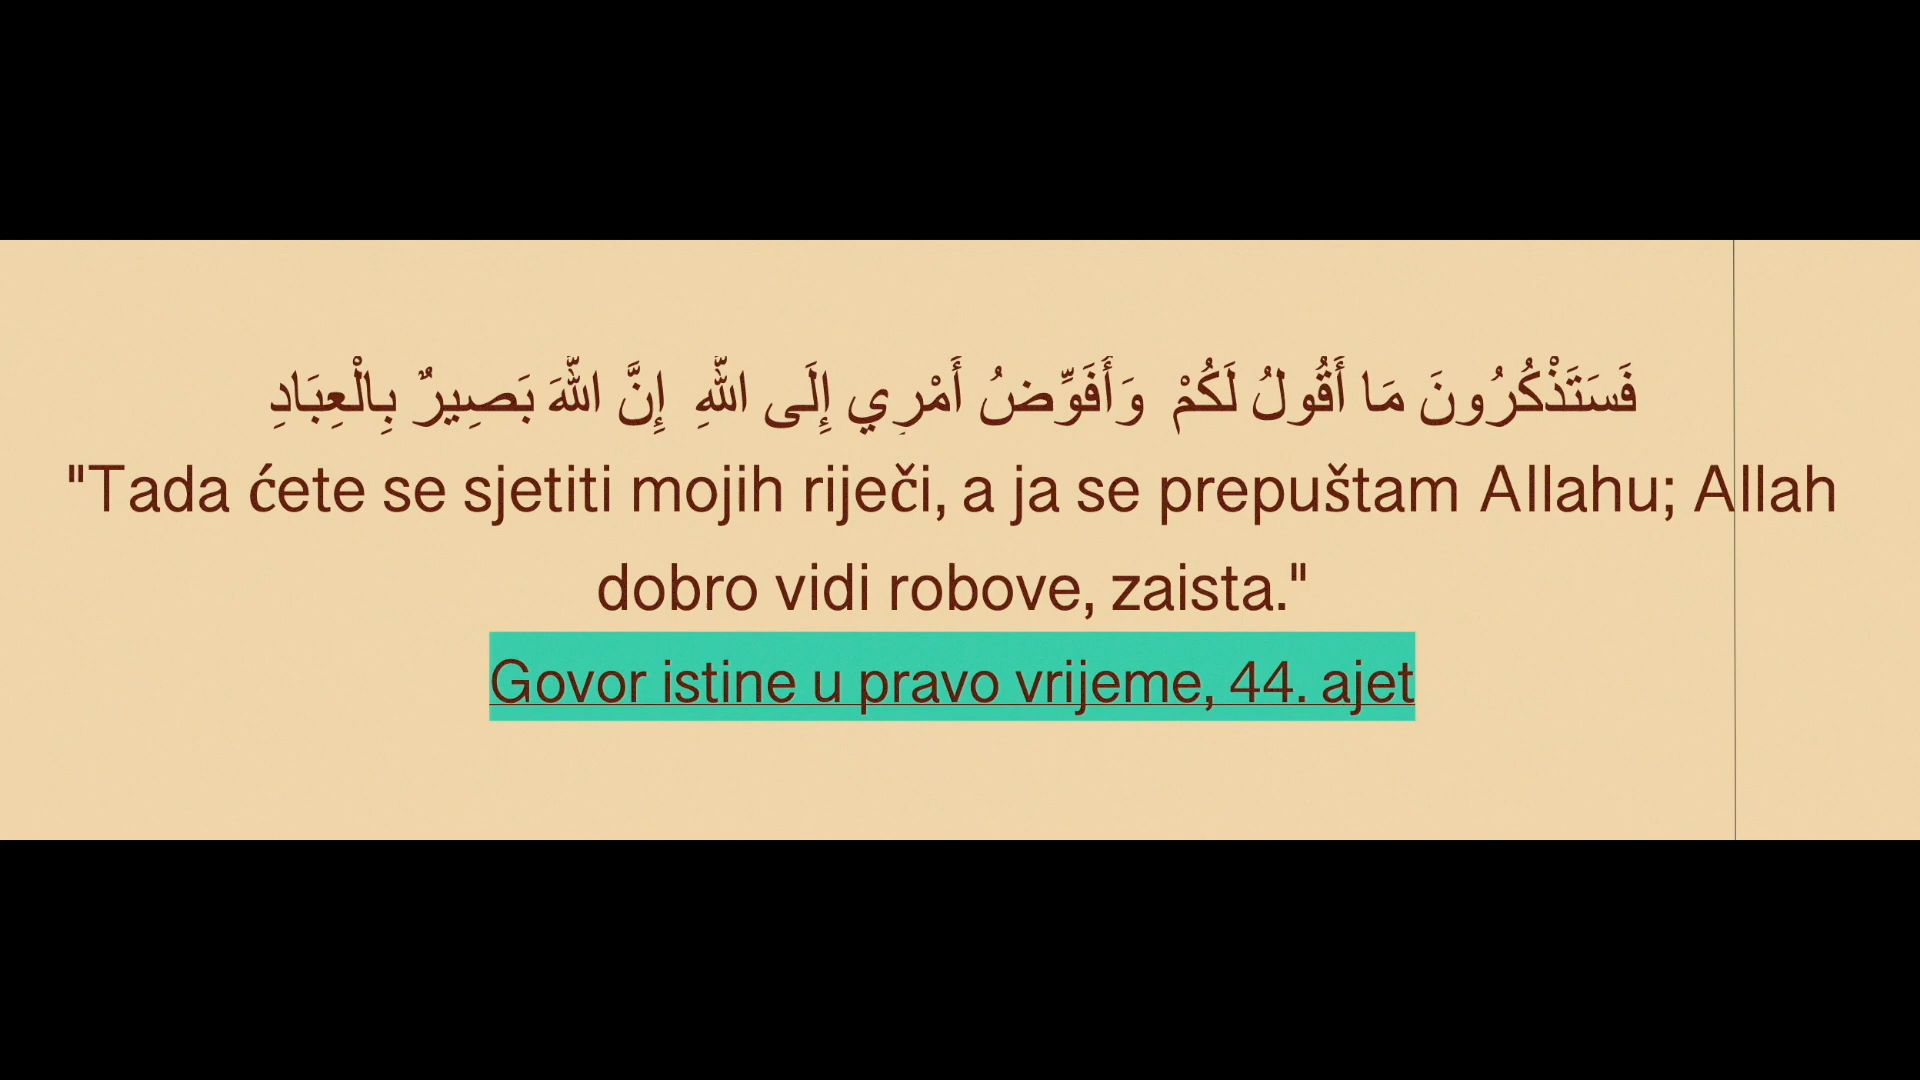 فَسَتَذْكُرُونَ مَا أَقُولُ لَكُمْ وَأُفَوِّضُ أَمْرِي إِلَى اللَّهِ إِنَّ اللَّهَ بَصِيرٌ بِالْعِبَادِ
"Tada ćete se sjetiti mojih riječi, a ja se prepuštam Allahu; Allah
dobro vidi robove, zaista."
Govor istine u pravo vrijeme, 44. ajet